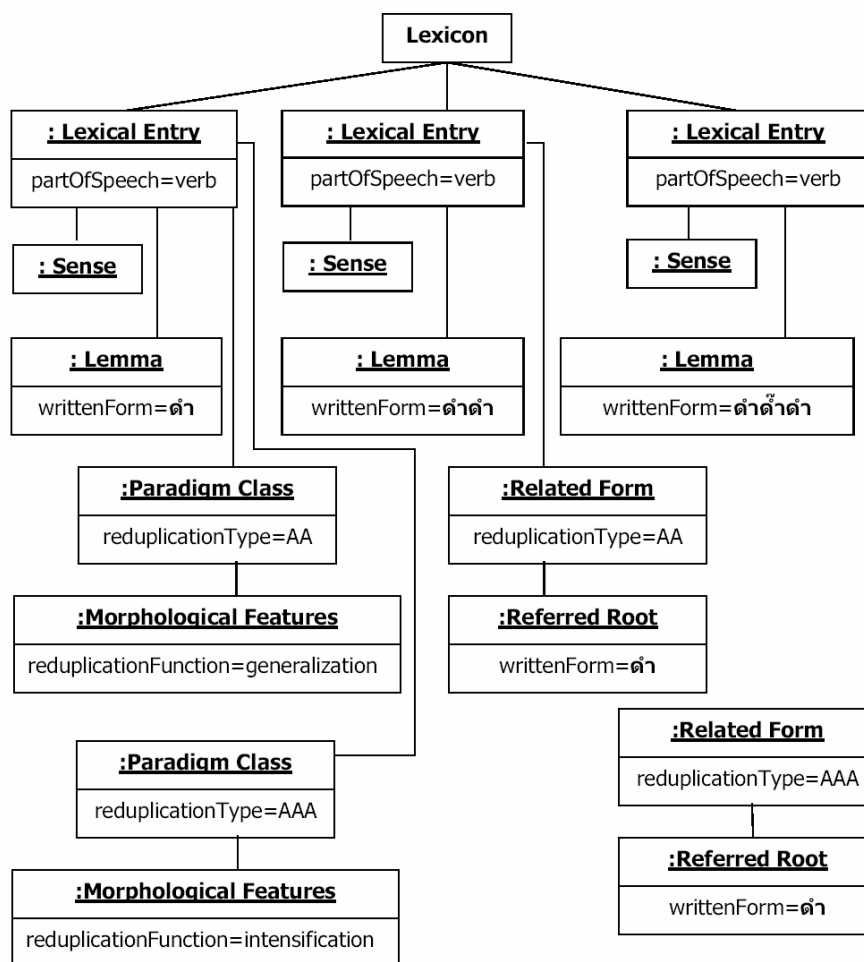 Lexicon
: Lexical Entry
partOfSpeech=verb
: Sense
: Lemma
writtenForm=ดำ
:Paradigm Class
reduplicationType=AA
:Morphological Features
reduplicationFunction=generalization
:Paradigm Class
reduplicationType=AAA
:Morphological Features
reduplicationFunction=intensification
: Lexical Entry
partOfSpeech=verb
: Sense
: Lemma
writtenForm=ดำดำ
:Related Form
reduplicationType=AA
:Referred Root
writtenForm=ดำ
: Lexical Entry
partOfSpeech=verb
: Sense
: Lemma
writtenForm=ดำด๊ำดำ
:Related Form
reduplicationType=AAA
:Referred Root
writtenForm=ดำ